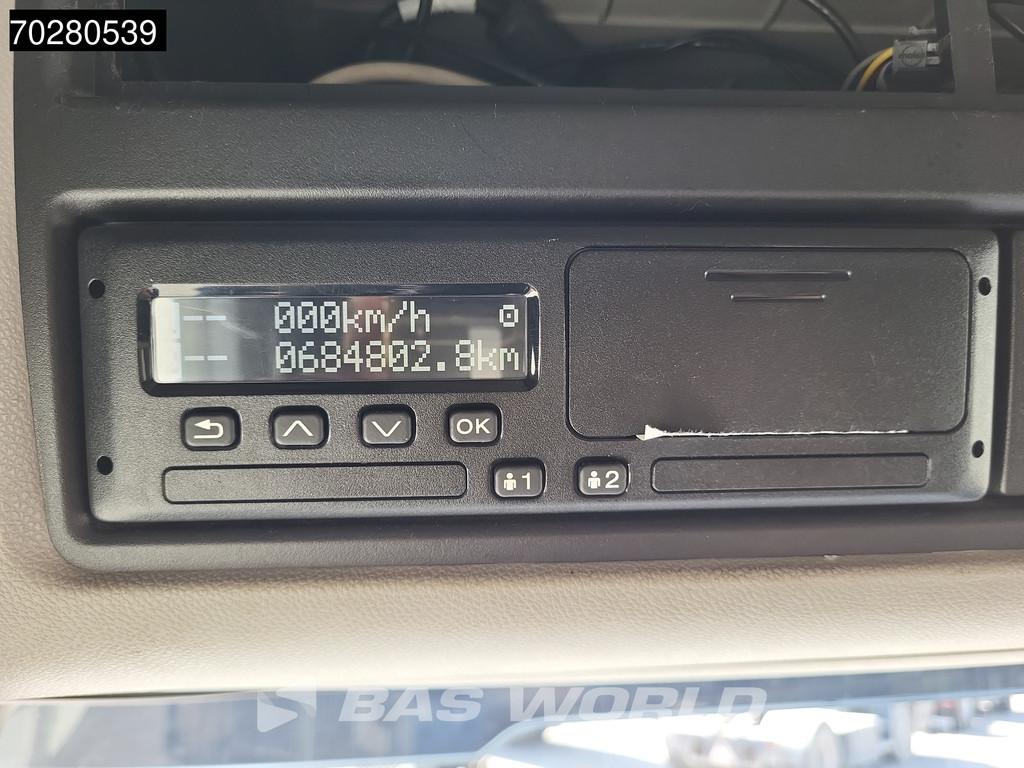 70280539
-- 000km/h
-- 0684802.8km
OK
1 2
BAS WORLD